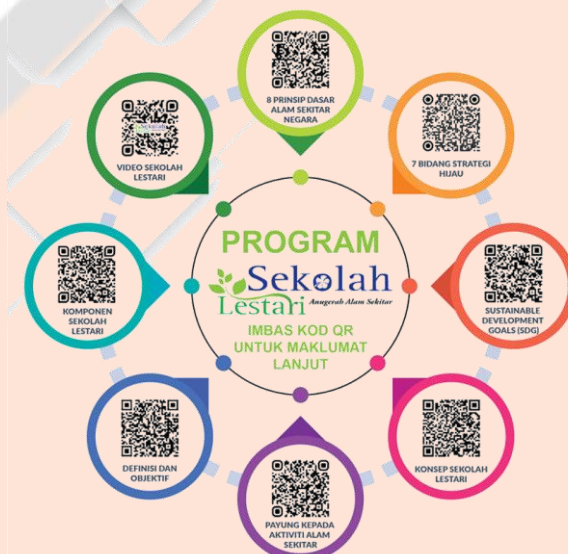 8 PRINSIP DASAR
ALAM SEKITAR
NEGARA
7 BIDANG STRATEGI
HIJAU
SUSTAINABLE
DEVELOPMENT
GOALS (SDG)
KONSEP SEKOLAH
LESTARI
PAYUNG KEPADA
AKTIVITI ALAM
SEKITAR
DEFINISI DAN
OBJEKTIF
KOMPONEN
SEKOLAH
LESTARI
VIDEO SEKOLAH
LESTARI
PROGRAM
Sekolah
Lestari Anugerah Alam Sekitar
IMBAS KOD QR
UNTUK MAKLUMAT
LANJUT